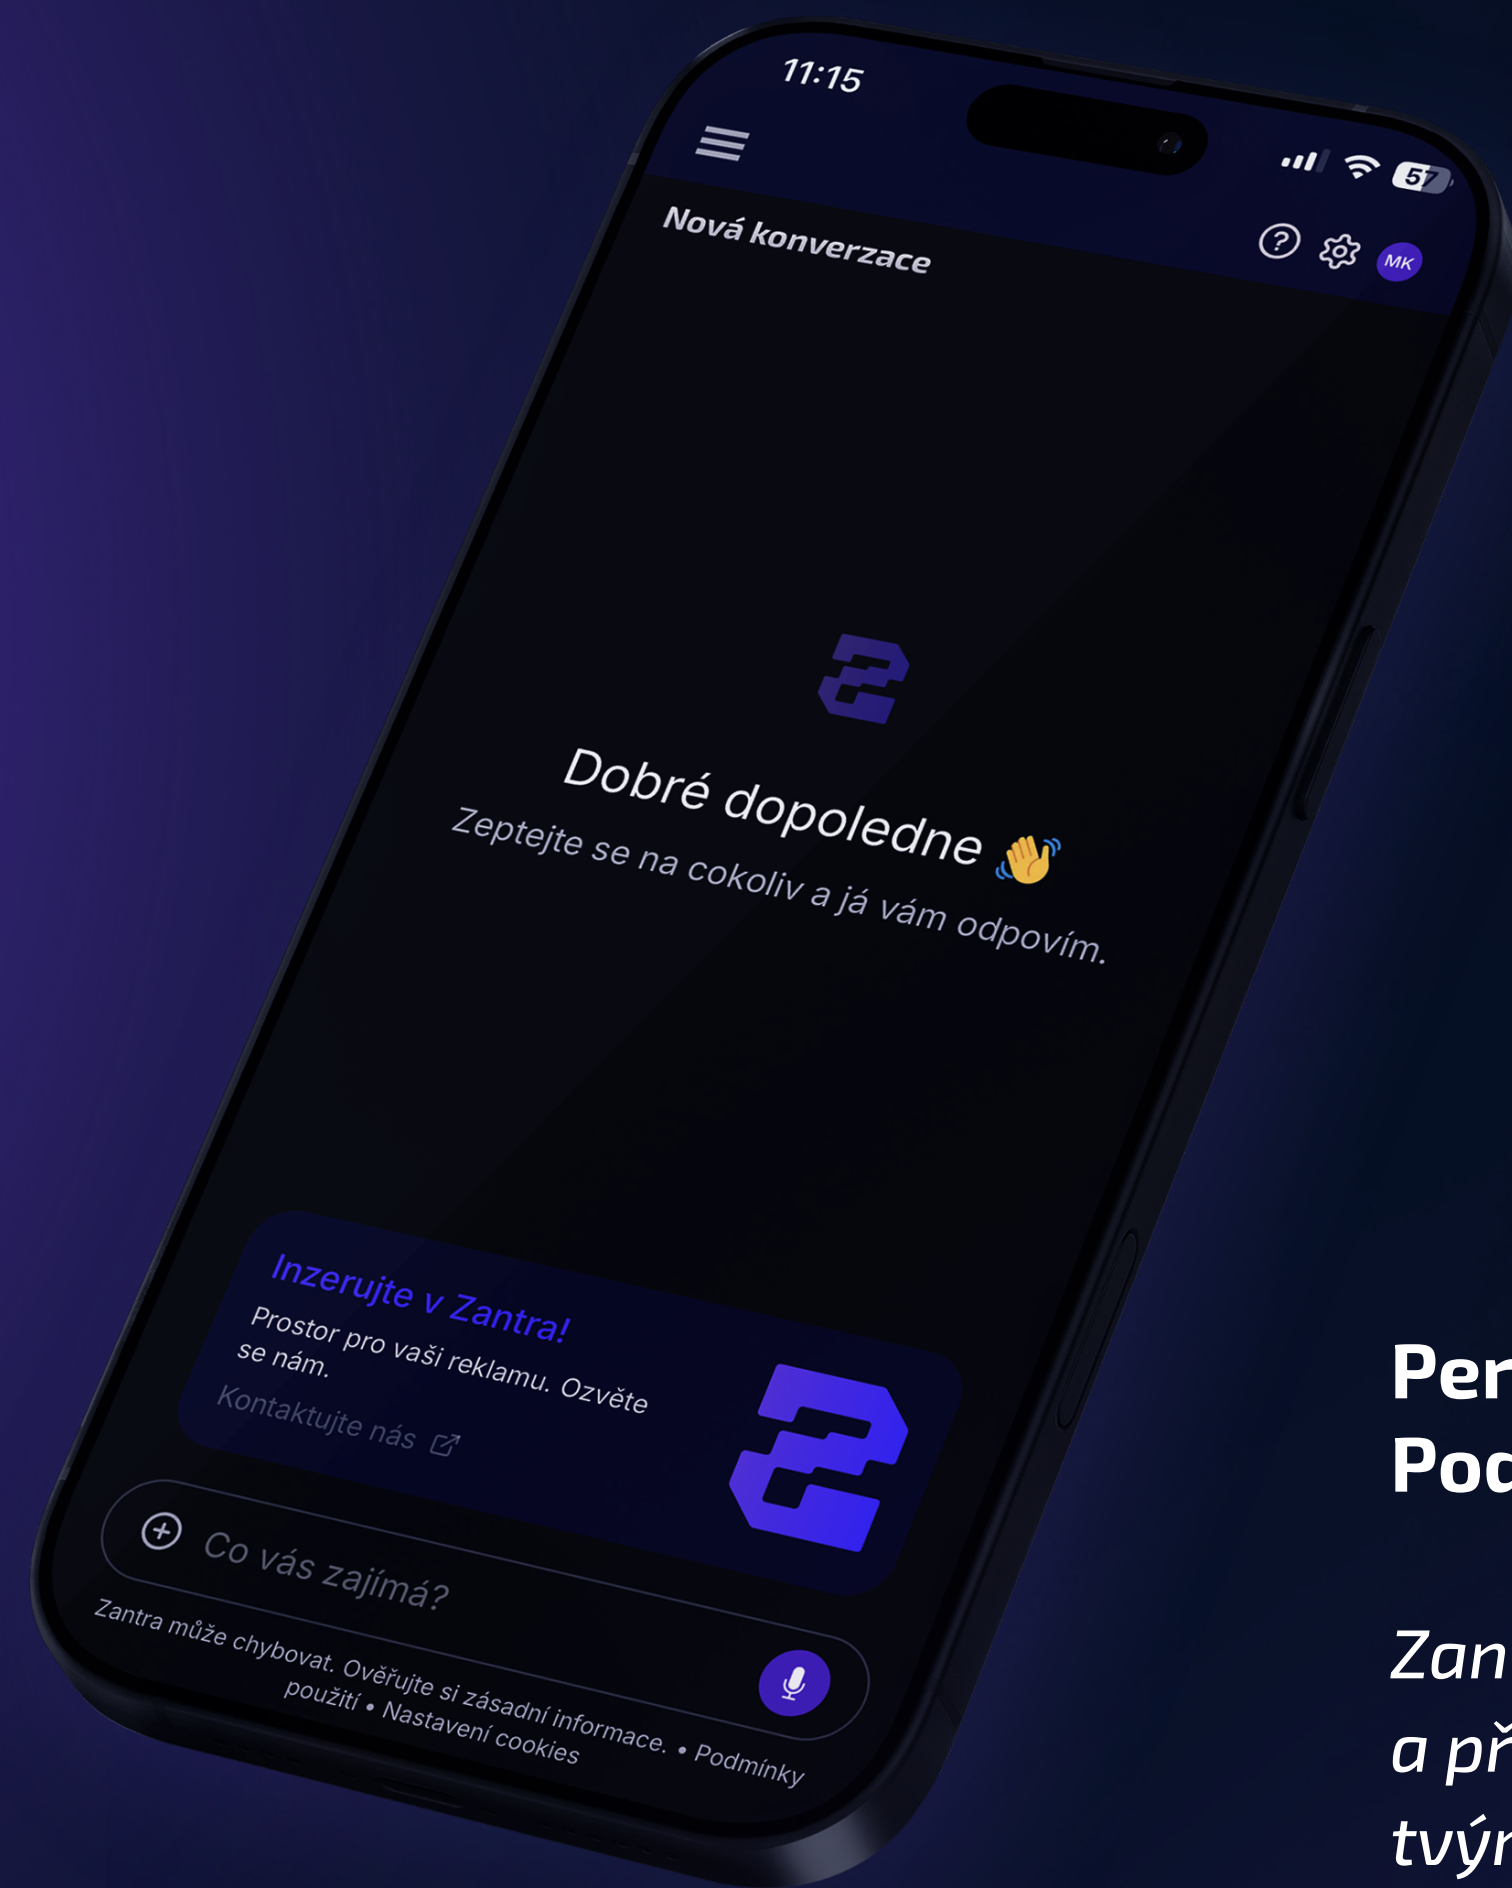 11:15
57
Nová konverzace
MK
Dobré dopoledne 👋
Zeptejte se na cokoliv a já vám odpovím.
Inzerujte v Zantra!
Prostor pro vaši reklamu. Ozvěte
se nám.
Kontaktujte nás
Co vás zajímá?
Zantra může chybovat. Ověřujte si zásadní informace. • Podmínky
použití • Nastavení cookies
a